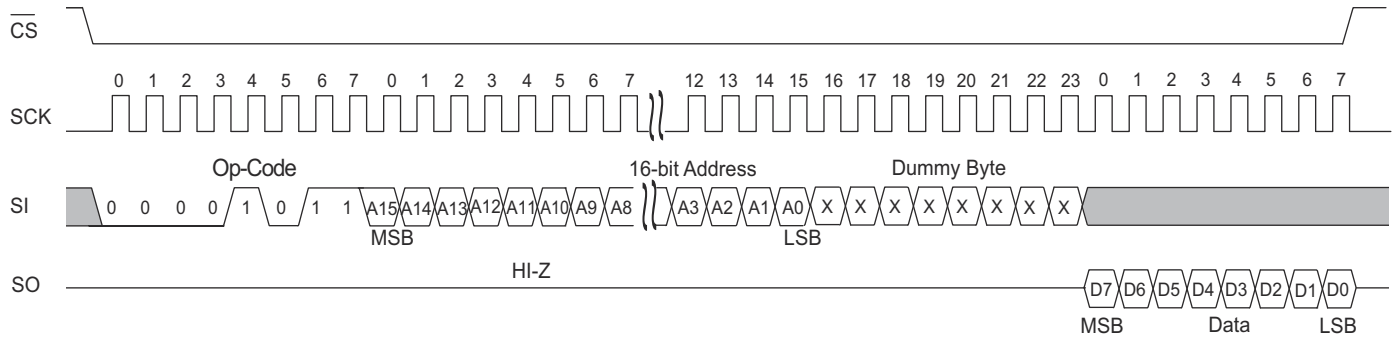 CS
0 1 2 3 4 5 6 7 0 1 2 3 4 5 6 7 12 13 14 15 16 17 18 19 20 21 22 23 0 1 2 3 4 5 6 7
SCK
Op-Code 16-bit Address Dummy Byte
SI 0 0 0 0 1 0 1 1 A15 A14 A13 A12 A11 A10 A9 A8 A3 A2 A1 A0 X X X X X X X X
MSB LSB
HI-Z
SO D7 D6 D5 D4 D3 D2 D1 D0
MSB Data LSB